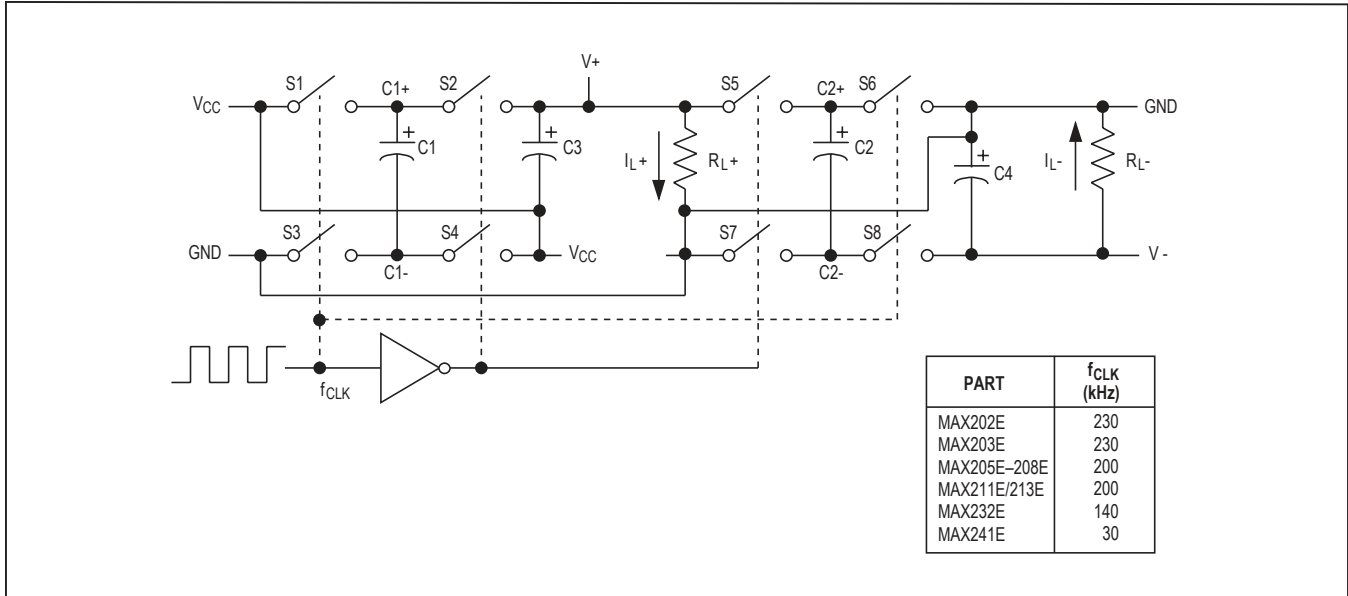 V+
S1 C1+ S2 S5 C2+ S6
VCC GND
+ + + +
C1 C3 IL+ RL+ C2 C4 IL- RL-
S3 S4 S7 S8
GND VCC V -
C1- C2-
fCLK
PART fCLK (kHz)
MAX202E 230
MAX203E 230
MAX205E–208E 200
MAX211E/213E 200
MAX232E 140
MAX241E 30